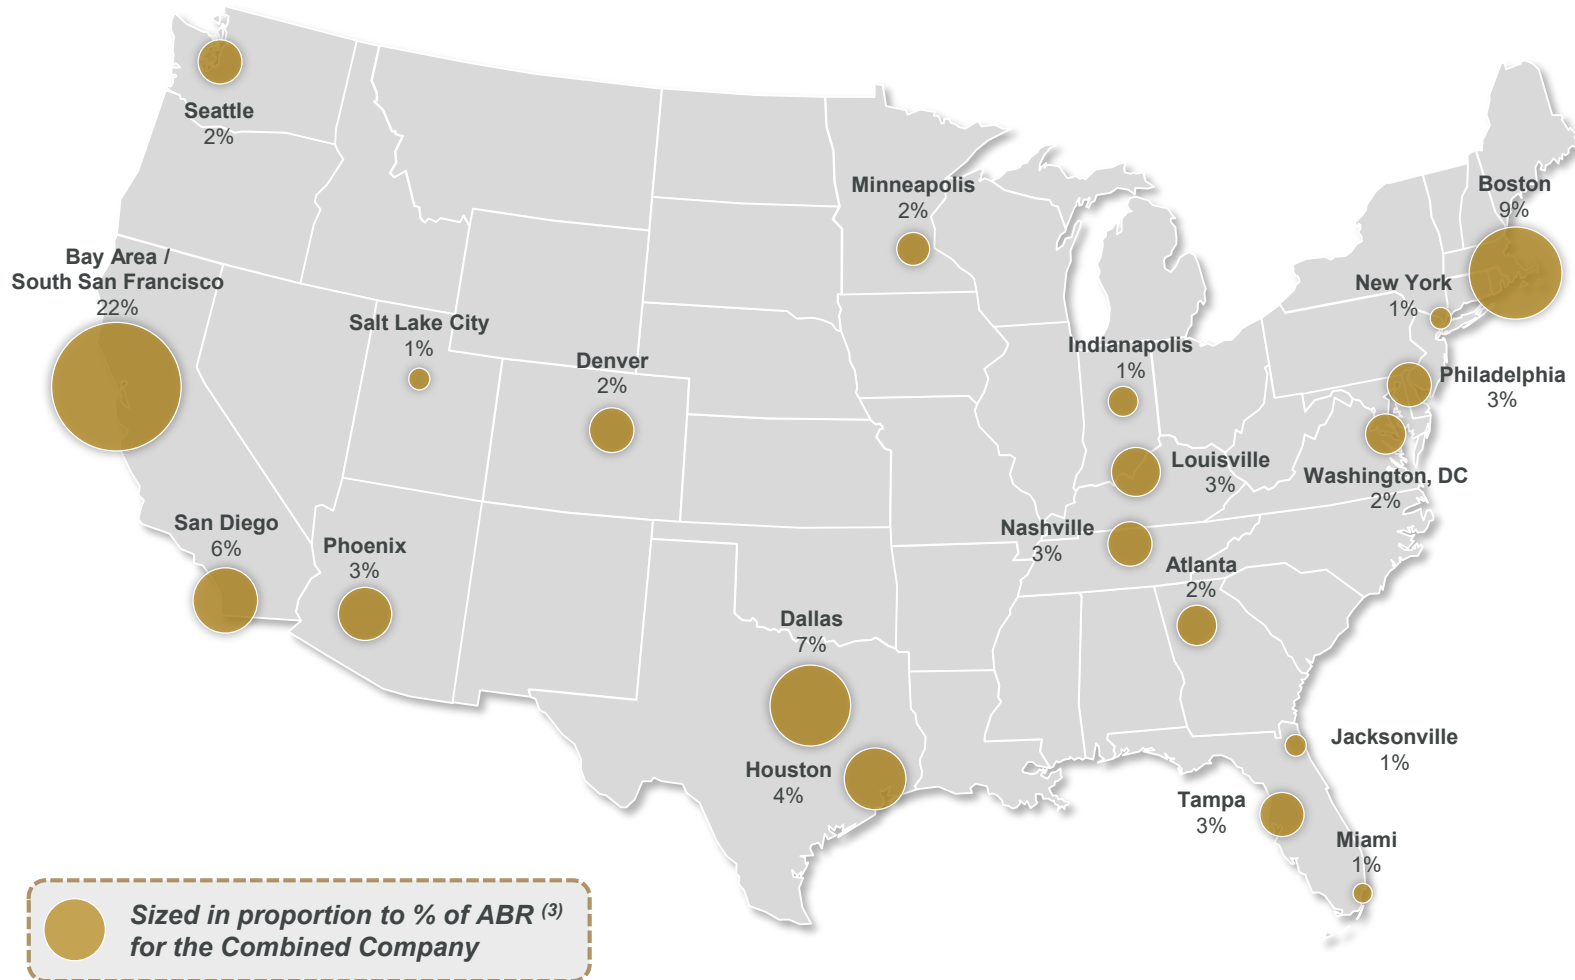 Seattle
2%
Minneapolis
2%
Boston
9%
Bay Area /
South San Francisco
22%
New York
1%
Salt Lake City
1%
Denver
2%
Indianapolis
1%
Philadelphia
3%
Louisville
3%
Washington, DC
2%
San Diego
6%
Phoenix
3%
Nashville
3%
Atlanta
2%
Dallas
7%
Houston
4%
Jacksonville
1%
Tampa
3%
Miami
1%
Sized in proportion to % of ABR (3)
for the Combined Company